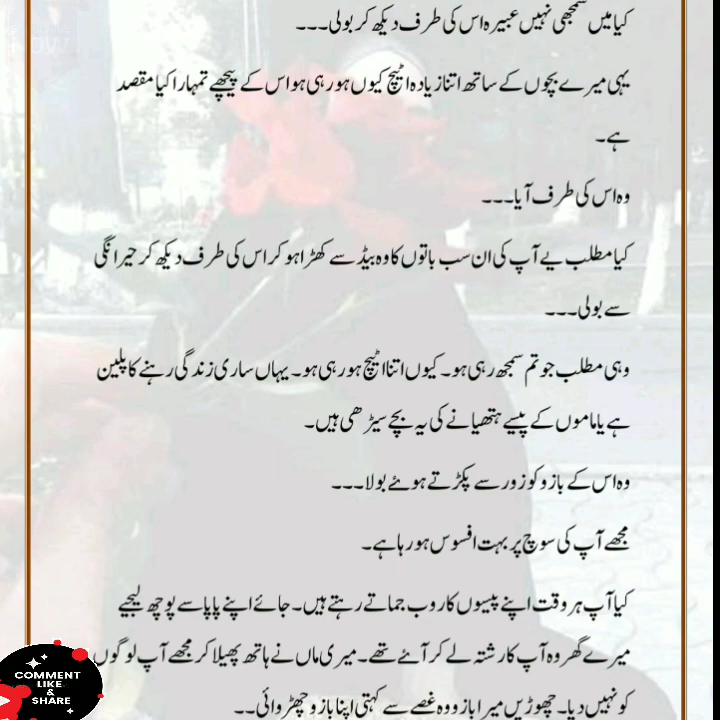 کیا میں سمجھی نہیں عبیرہ اس کی طرف دیکھ کر بولی۔۔۔
یہی میرے بچوں کے ساتھ اتنا زیادہ اٹیچ کیوں ہو رہی ہو اس کے پیچھے تمہارا کیا مقصد
ہے۔
وہ اس کی طرف آیا۔۔۔
کیا مطلب ہے آپ کی ان سب باتوں کا وہ بیڈ سے کھڑا ہو کر اس کی طرف دیکھ کر حیرانگی
سے بولی۔۔۔
وہی مطلب جو تم سمجھ رہی ہو۔ کیوں اتنا اٹیچ ہو رہی ہو۔ یہاں ساری زندگی رہنے کا پلین
ہے یا ماموں کے پیسے ہتھیانے کی یہ بچے سیڑھی ہیں۔
وہ اس کے بازو کو زور سے پکڑتے ہوئے بولا۔۔۔
مجھے آپ کی سوچ پر بہت افسوس ہو رہا ہے۔
کیا آپ ہر وقت اپنے پیسوں کا روب جماتے رہتے ہیں۔ جائے اپنے پاپا سے پوچھ لیجیے
میرے گھر وہ آپ کا رشتہ لے کر آئے تھے۔ میری ماں نے ہاتھ پھیلا کر مجھے آپ لوگوں
کو نہیں دیا۔ چھوڑیں میرا بازو وہ غصے سے کہتی اپنا بازو چھڑوائی۔۔
COMMENT
LIKE
&
SHARE